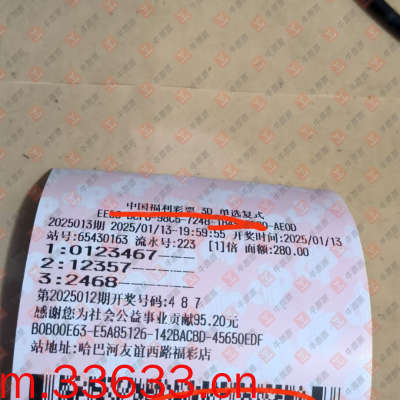 中国福利彩票 3D 单选复式
2025013期 2025/01/13-19:59:55 开奖时间:2025/01/13
站号:65430163 流水号:223 [1]倍 面额:280.00
1:0123467
2:12357
3:2468
第2025012期开奖号码:4 8 7
感谢您为社会公益事业贡献95.20元
B0B00E63-E5A85126-142BAC8D-45650EDF
站地址:哈巴河友谊西路福彩店
m.33633.cn